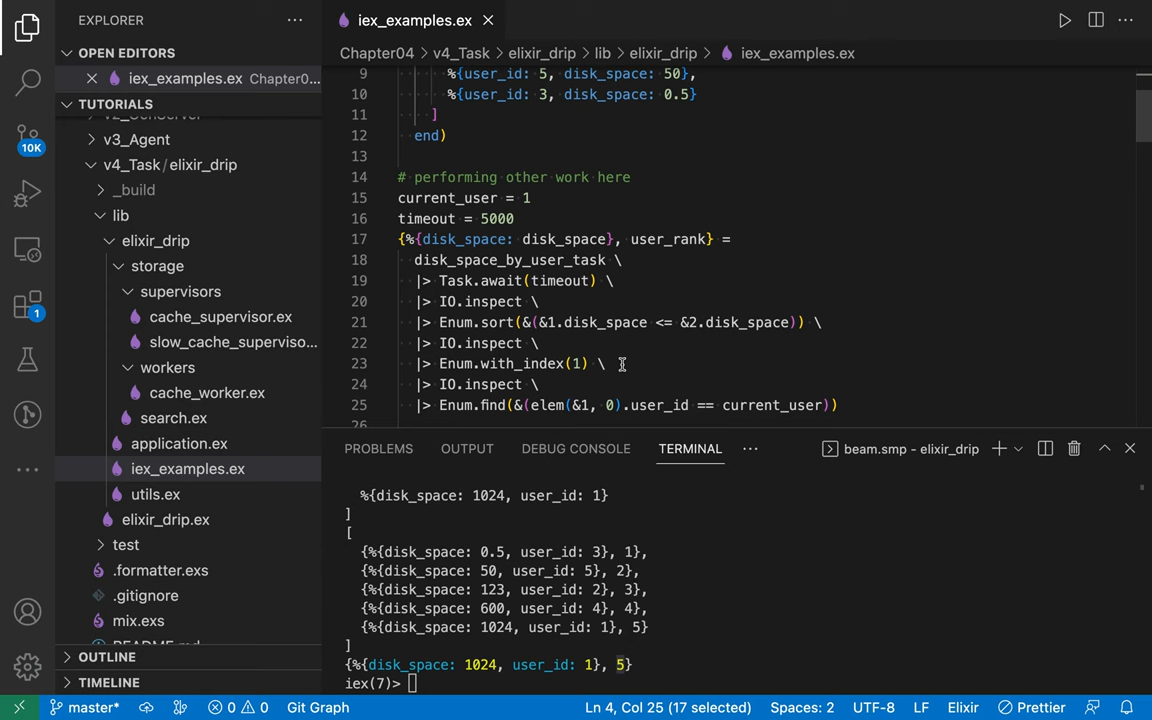 EXPLORER
OPEN EDITORS
iex_examples.ex Chapter0...
TUTORIALS
v3_Agent
v4_Task / elixir_drip
_build
lib
elixir_drip
storage
supervisors
cache_supervisor.ex
slow_cache_superviso...
workers
cache_worker.ex
search.ex
application.ex
iex_examples.ex
utils.ex
elixir_drip.ex
test
.formatter.exs
.gitignore
mix.exs
README.md
OUTLINE
TIMELINE
10K
1
iex_examples.ex
Chapter04 > v4_Task > elixir_drip > lib > elixir_drip > iex_examples.ex
9 %{user_id: 5, disk_space: 50},
10 %{user_id: 3, disk_space: 0.5}
11 ]
12 end)
13
14 # performing other work here
15 current_user = 1
16 timeout = 5000
17 {%{disk_space: disk_space}, user_rank} =
18 disk_space_by_user_task \
19 |> Task.await(timeout) \
20 |> IO.inspect \
21 |> Enum.sort(&(&1.disk_space <= &2.disk_space)) \
22 |> IO.inspect \
23 |> Enum.with_index(1) \
24 |> IO.inspect \
25 |> Enum.find(&(elem(&1, 0).user_id == current_user))
26
PROBLEMS OUTPUT DEBUG CONSOLE TERMINAL ... beam.smp - elixir_drip
%{disk_space: 1024, user_id: 1}
]
[
{%{disk_space: 0.5, user_id: 3}, 1},
{%{disk_space: 50, user_id: 5}, 2},
{%{disk_space: 123, user_id: 2}, 3},
{%{disk_space: 600, user_id: 4}, 4},
{%{disk_space: 1024, user_id: 1}, 5}
]
{%{disk_space: 1024, user_id: 1}, 5}
iex(7)>
master* 0 0 Git Graph Ln 4, Col 25 (17 selected) Spaces: 2 UTF-8 LF Elixir Prettier